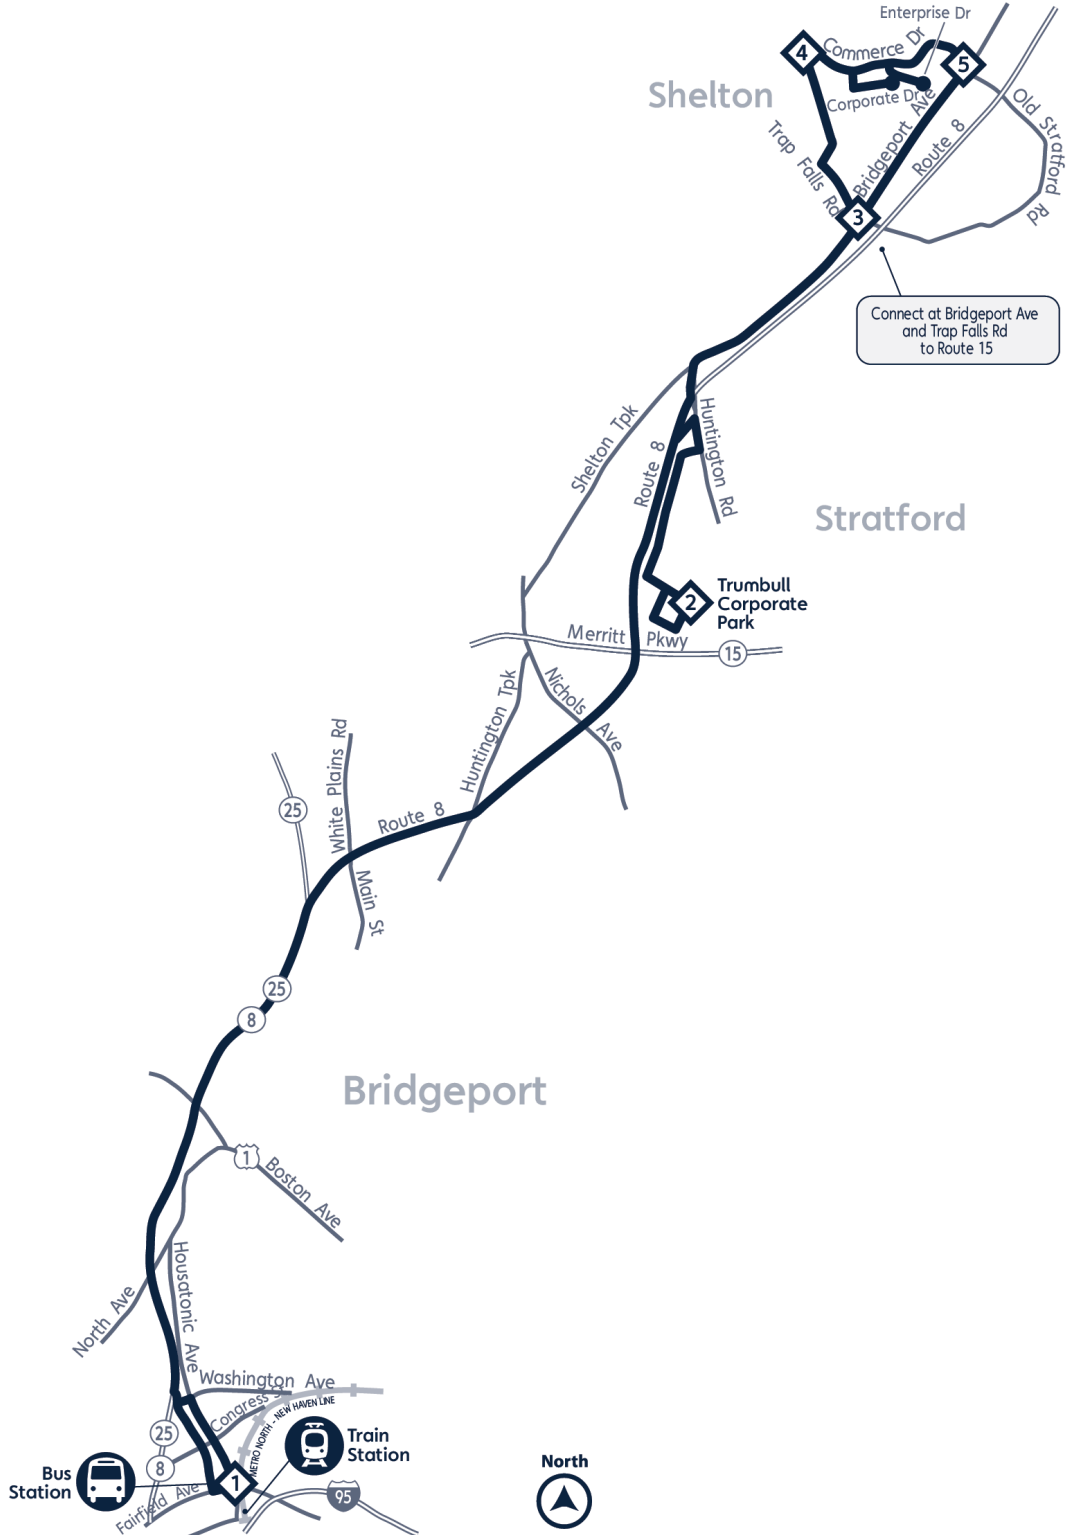 Enterprise Dr
4
Commerce Dr
5
Shelton
Corporate Dr
Bridgeport Ave
Route 8
Old Stratford Rd
Trap Falls Rd
3
Connect at Bridgeport Ave
and Trap Falls Rd
to Route 15
Shelton Tpk
Huntington Rd
Route 8
Stratford
2
Trumbull
Corporate
Park
Merritt Pkwy
15
Huntington Tpk
Nichols Ave
White Plains Rd
25
Route 8
Main St
25
8
Bridgeport
1
Boston Ave
Housatonic Ave
North Ave
Washington Ave
Congress St
METRO NORTH - NEW HAVEN LINE
25
Train
Station
8
Bus
Station
1
95
Fairfield Ave
North